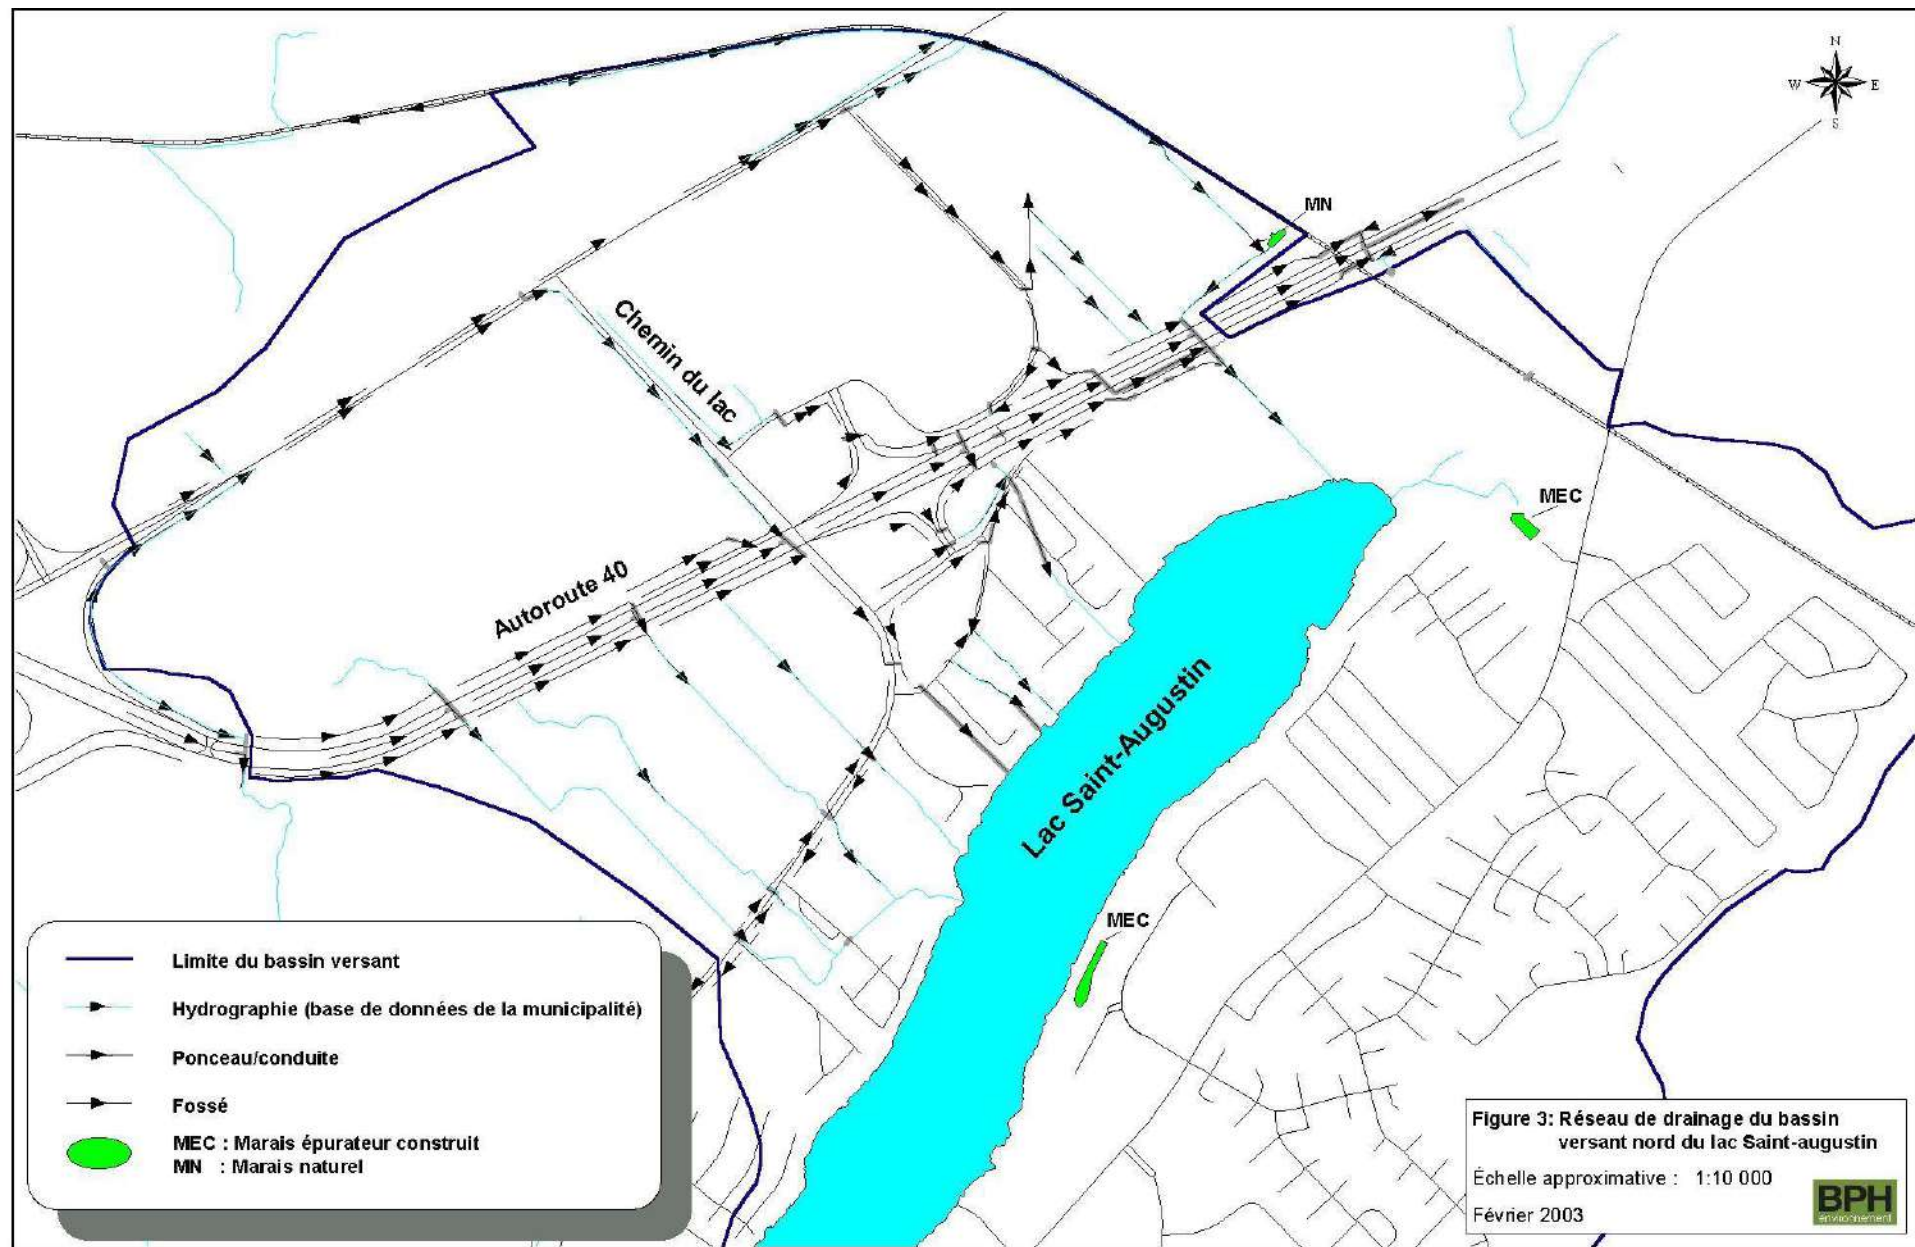 N
W E
S
MN
Chemin du lac
MEC
Autoroute 40
Lac Saint-Augustin
MEC
Limite du bassin versant
Hydrographie (base de données de la municipalité)
Ponceau/conduite
Fossé
MEC : Marais épurateur construit
MN : Marais naturel
Figure 3: Réseau de drainage du bassin
versant nord du lac Saint-augustin
Échelle approximative : 1:10 000
Février 2003
BPH
environnement